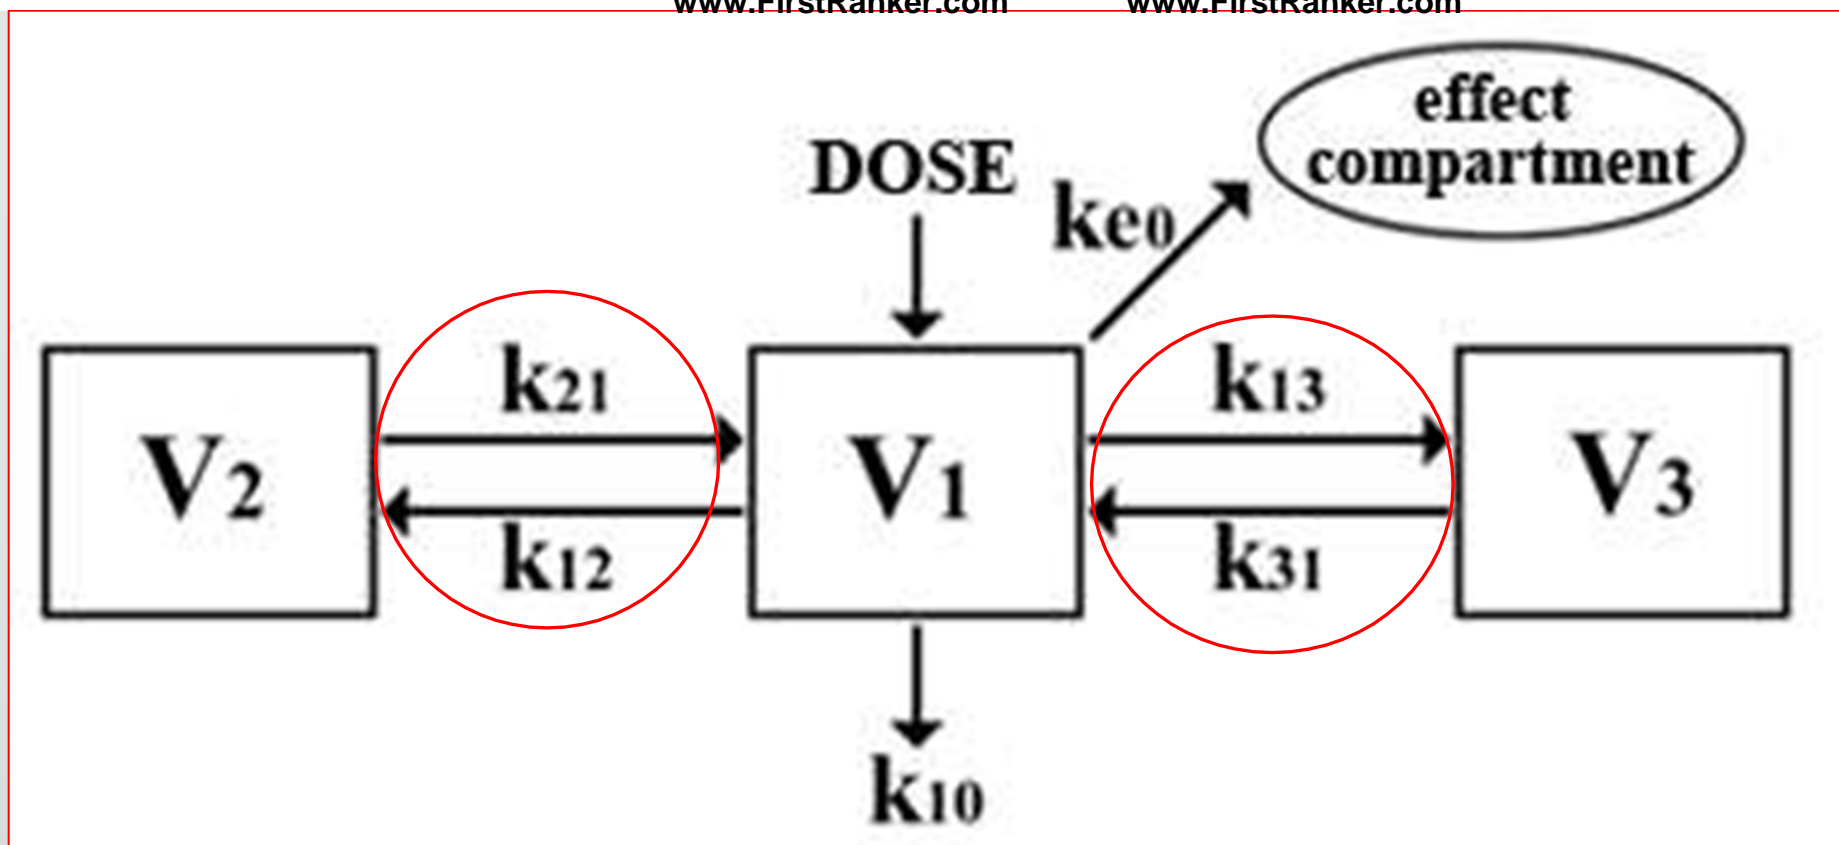 www.FirstRanker.com www.FirstRanker.com
effect
compartment
DOSE
ke0
k21
k13
V2
V1
V3
k12
k31
k10